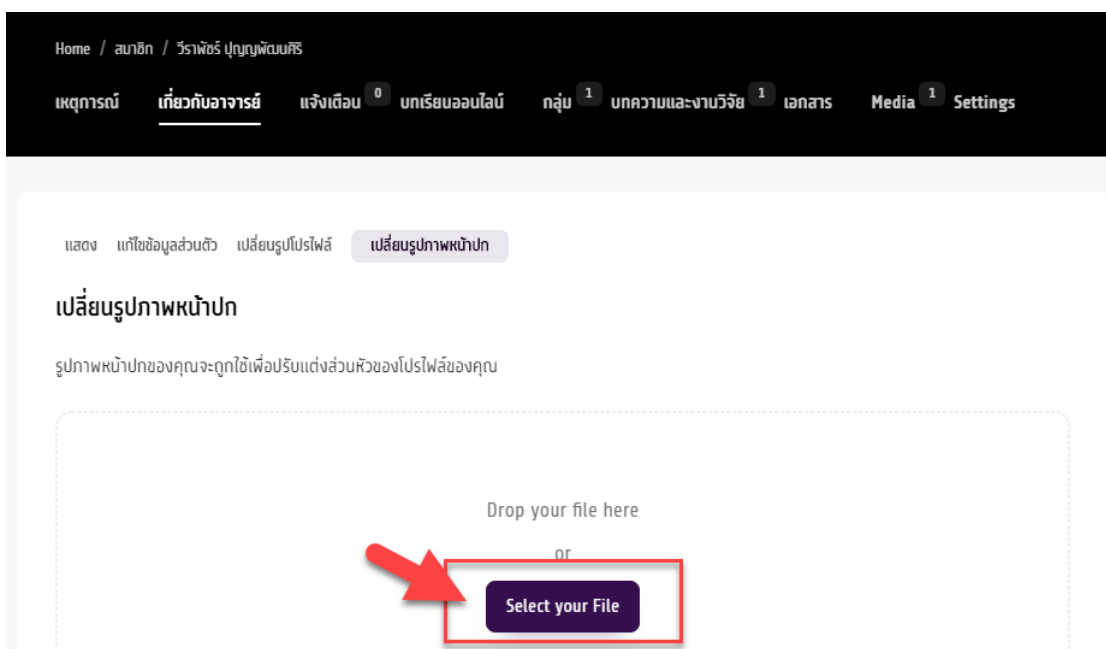 Home / สมาชิก / วีราพัชร์ ปุญญพัฒนศิริ
เหตุการณ์ เกี่ยวกับอาจารย์ แจ้งเตือน 0 บทเรียนออนไลน์ กลุ่ม 1 บทความและงานวิจัย 1 เอกสาร Media 1 Settings
แสดง แก้ไขข้อมูลส่วนตัว เปลี่ยนรูปโปรไฟล์ เปลี่ยนรูปภาพหน้าปก
เปลี่ยนรูปภาพหน้าปก
รูปภาพหน้าปกของคุณจะถูกใช้เพื่อปรับแต่งส่วนหัวของโปรไฟล์ของคุณ
Drop your file here
or
Select your File